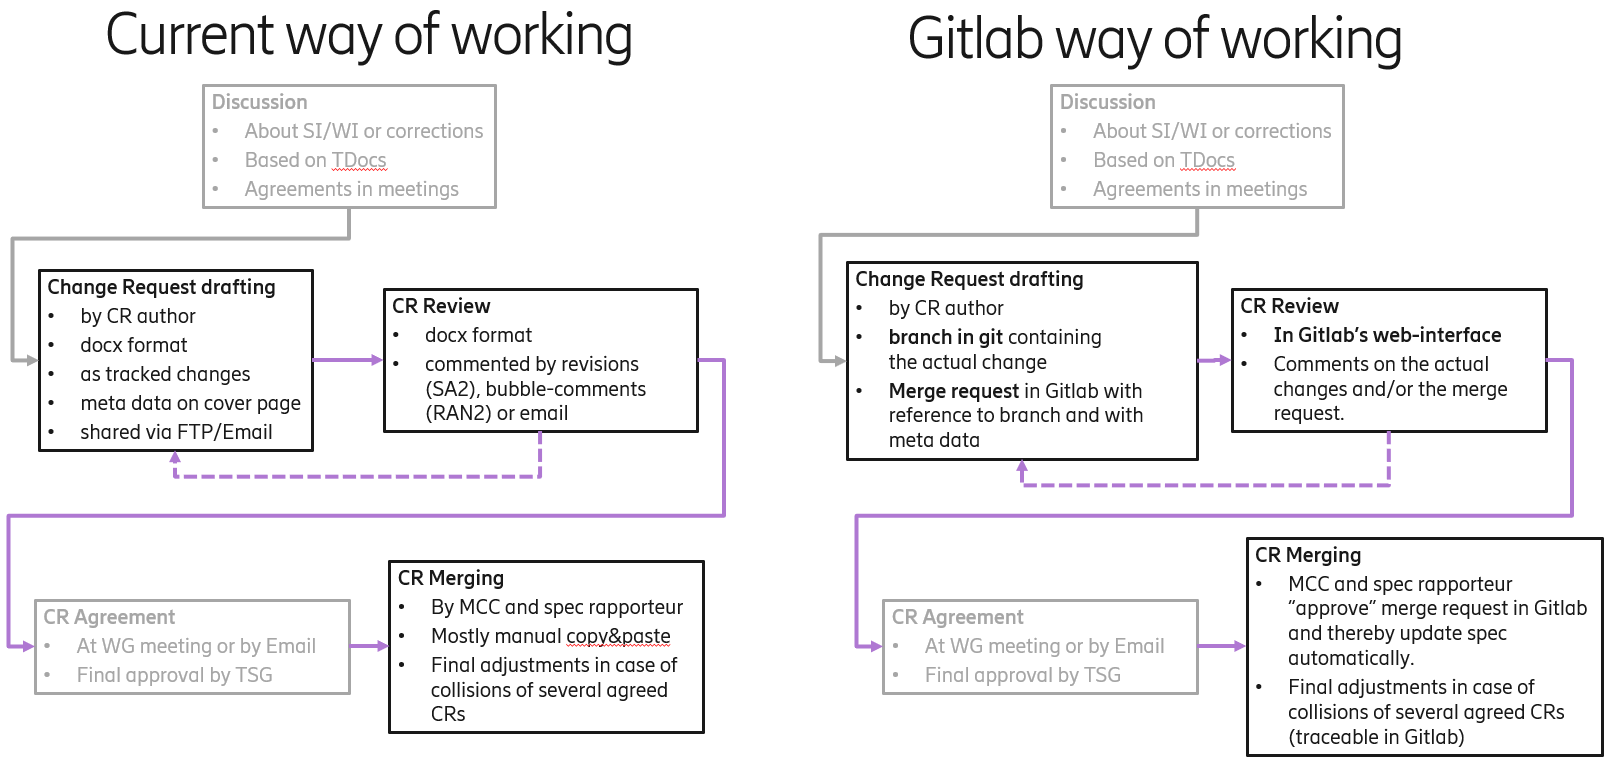 Current way of working
Discussion
• About SI/WI or corrections
• Based on TDocs
• Agreements in meetings
Change Request drafting
• by CR author
• docx format
• as tracked changes
• meta data on cover page
• shared via FTP/Email
CR Review
• docx format
• commented by revisions
(SA2), bubble-comments
(RAN2) or email
CR Agreement
• At WG meeting or by Email
• Final approval by TSG
CR Merging
• By MCC and spec rapporteur
• Mostly manual copy&paste
• Final adjustments in case of
collisions of several agreed
CRs
Gitlab way of working
Discussion
• About SI/WI or corrections
• Based on TDocs
• Agreements in meetings
Change Request drafting
• by CR author
• branch in git containing
the actual change
• Merge request in Gitlab with
reference to branch and with
meta data
CR Review
• In Gitlab's web-interface
• Comments on the actual
changes and/or the merge
request.
CR Agreement
• At WG meeting or by Email
• Final approval by TSG
CR Merging
• MCC and spec rapporteur
“approve” merge request in Gitlab
and thereby update spec
automatically.
• Final adjustments in case of
collisions of several agreed CRs
(traceable in Gitlab)